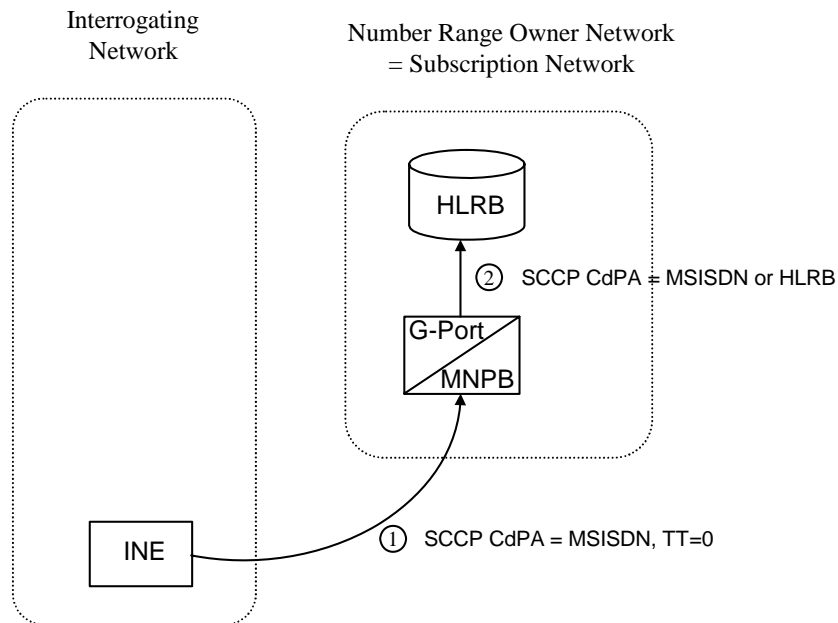 Interrogating
Network
Number Range Owner Network
= Subscription Network
HLRB
2 SCCP CdPA = MSISDN or HLRB
G-Port
MNPB
INE
1 SCCP CdPA = MSISDN, TT=0